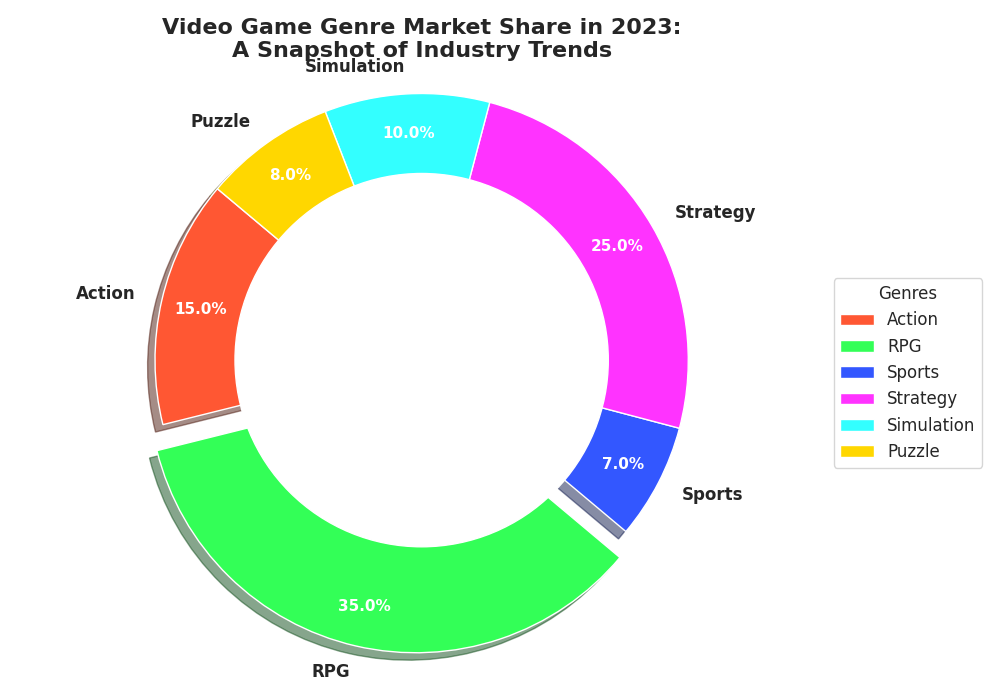 Video Game Genre Market Share in 2023:
A Snapshot of Industry Trends
Simulation
Puzzle
10.0%
8.0%
Strategy
25.0%
Action
15.0%
Sports
7.0%
35.0%
RPG
Genres
Action
RPG
Sports
Strategy
Simulation
Puzzle